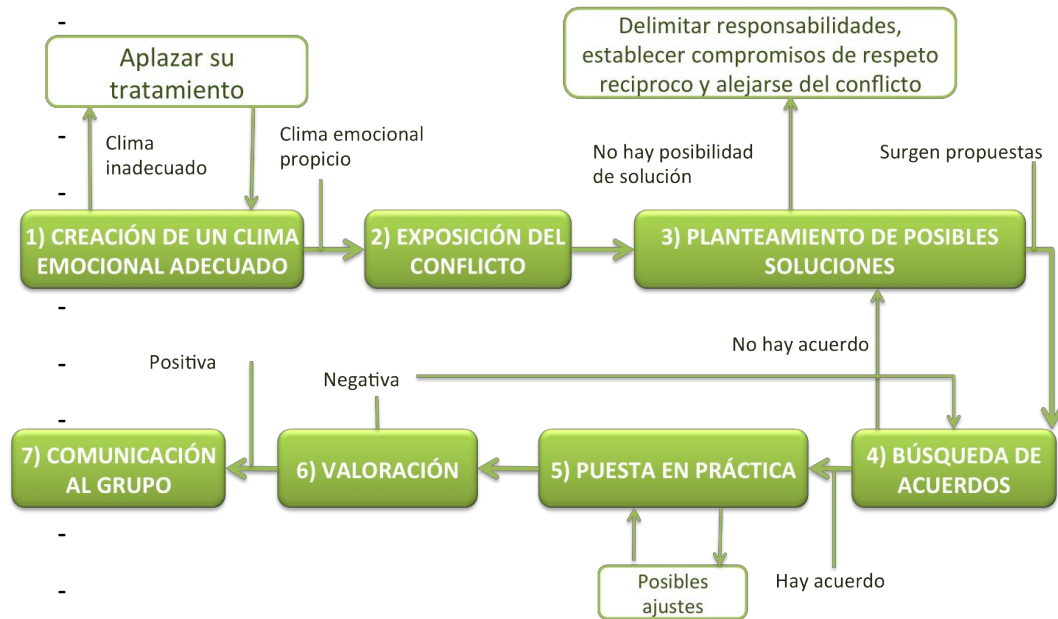 Aplazar su
tratamiento
Delimitar responsabilidades,
establecer compromisos de respeto
reciproco y alejarse del conflicto
Clima
inadecuado
Clima emocional
propicio
No hay posibilidad
de solución
Surgen propuestas
1) CREACIÓN DE UN CLIMA
EMOCIONAL ADECUADO
2) EXPOSICIÓN DEL
CONFLICTO
3) PLANTEAMIENTO DE POSIBLES
SOLUCIONES
No hay acuerdo
Positiva
Negativa
7) COMUNICACIÓN
AL GRUPO
6) VALORACIÓN
5) PUESTA EN PRÁCTICA
4) BÚSQUEDA DE
ACUERDOS
Posibles
ajustes
Hay acuerdo